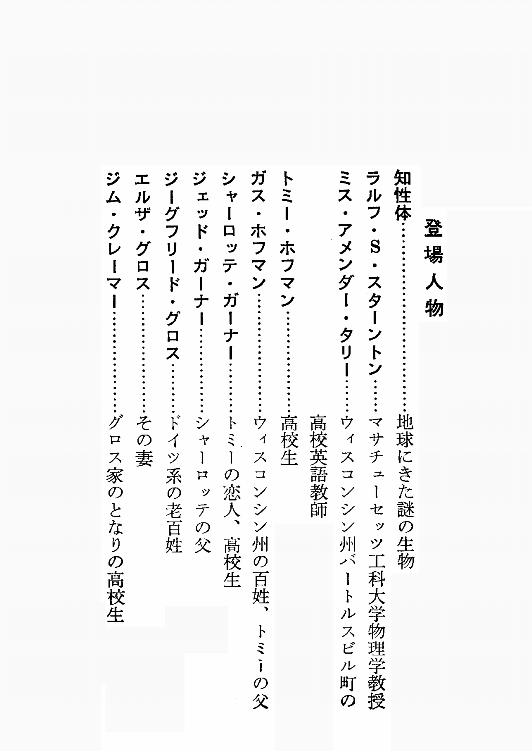 登場人物
知性体……………………地球にきた謎の生物
ラルフ・S・スターントン……マサチューセッツ工科大学物理学教授
ミス・アメンダー・タリー……ウィスコンシン州バートルスビル町の
高校英語教師
トミー・ホフマン……………高校生
ガス・ホフマン………………ウィスコンシン州の百姓、トミーの父
シャーロッテ・ガーナー………トミーの恋人、高校生
ジェッド・ガーナー……………シャーロッテの父
ジーグフリード・グロス………ドイツ系の老百姓
エルザ・グロス………………その妻
ジム・クレーマー……………グロス家のとなりの高校生